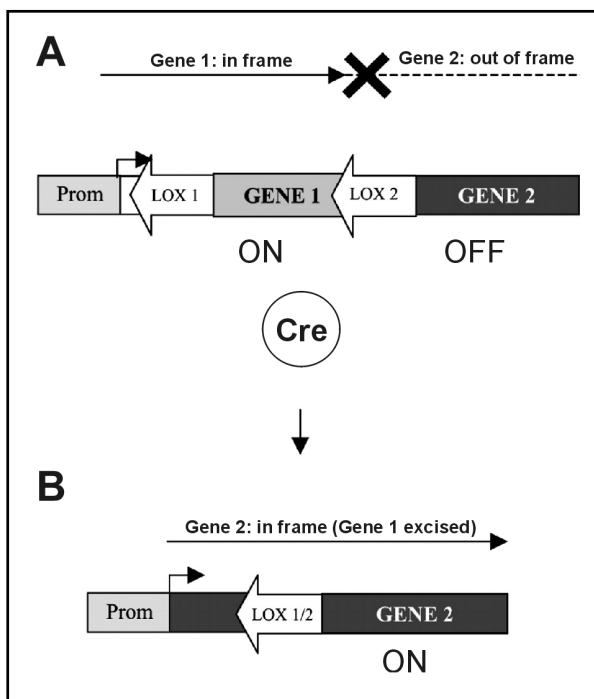 A
Gene 1: in frame
Gene 2: out of frame
Prom
LOX 1
GENE 1
LOX 2
GENE 2
ON
OFF
Cre
B
Gene 2: in frame (Gene 1 excised)
Prom
LOX 1/2
GENE 2
ON